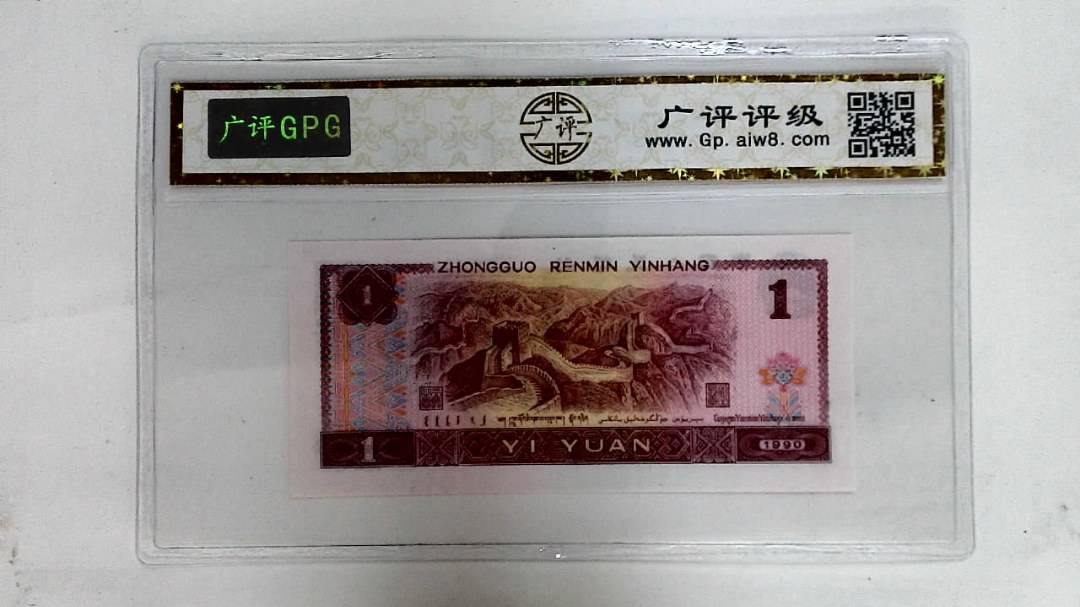 广评GPG
广评
广评评级
www.Gp.aiw8.com
ZHONGGUO RENMIN YINHANG
1
1
1
YI YUAN
1990